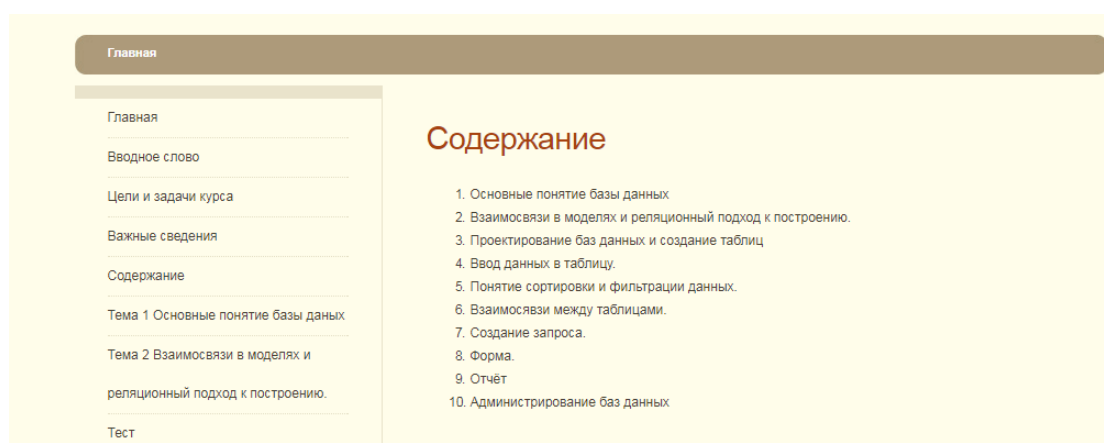 Главная
Главная
Вводное слово
Цели и задачи курса
Важные сведения
Содержание
Тема 1 Основные понятие базы даных
Тема 2 Взаимосвязи в моделях и
реляционный подход к построению.
Тест
Содержание
1. Основные понятие базы данных
2. Взаимосвязи в моделях и реляционный подход к построению.
3. Проектирование баз данных и создание таблиц
4. Ввод данных в таблицу.
5. Понятие сортировки и фильтрации данных.
6. Взаимосявзи между таблицами.
7. Создание запроса.
8. Форма.
9. Отчёт
10. Администрирование баз данных